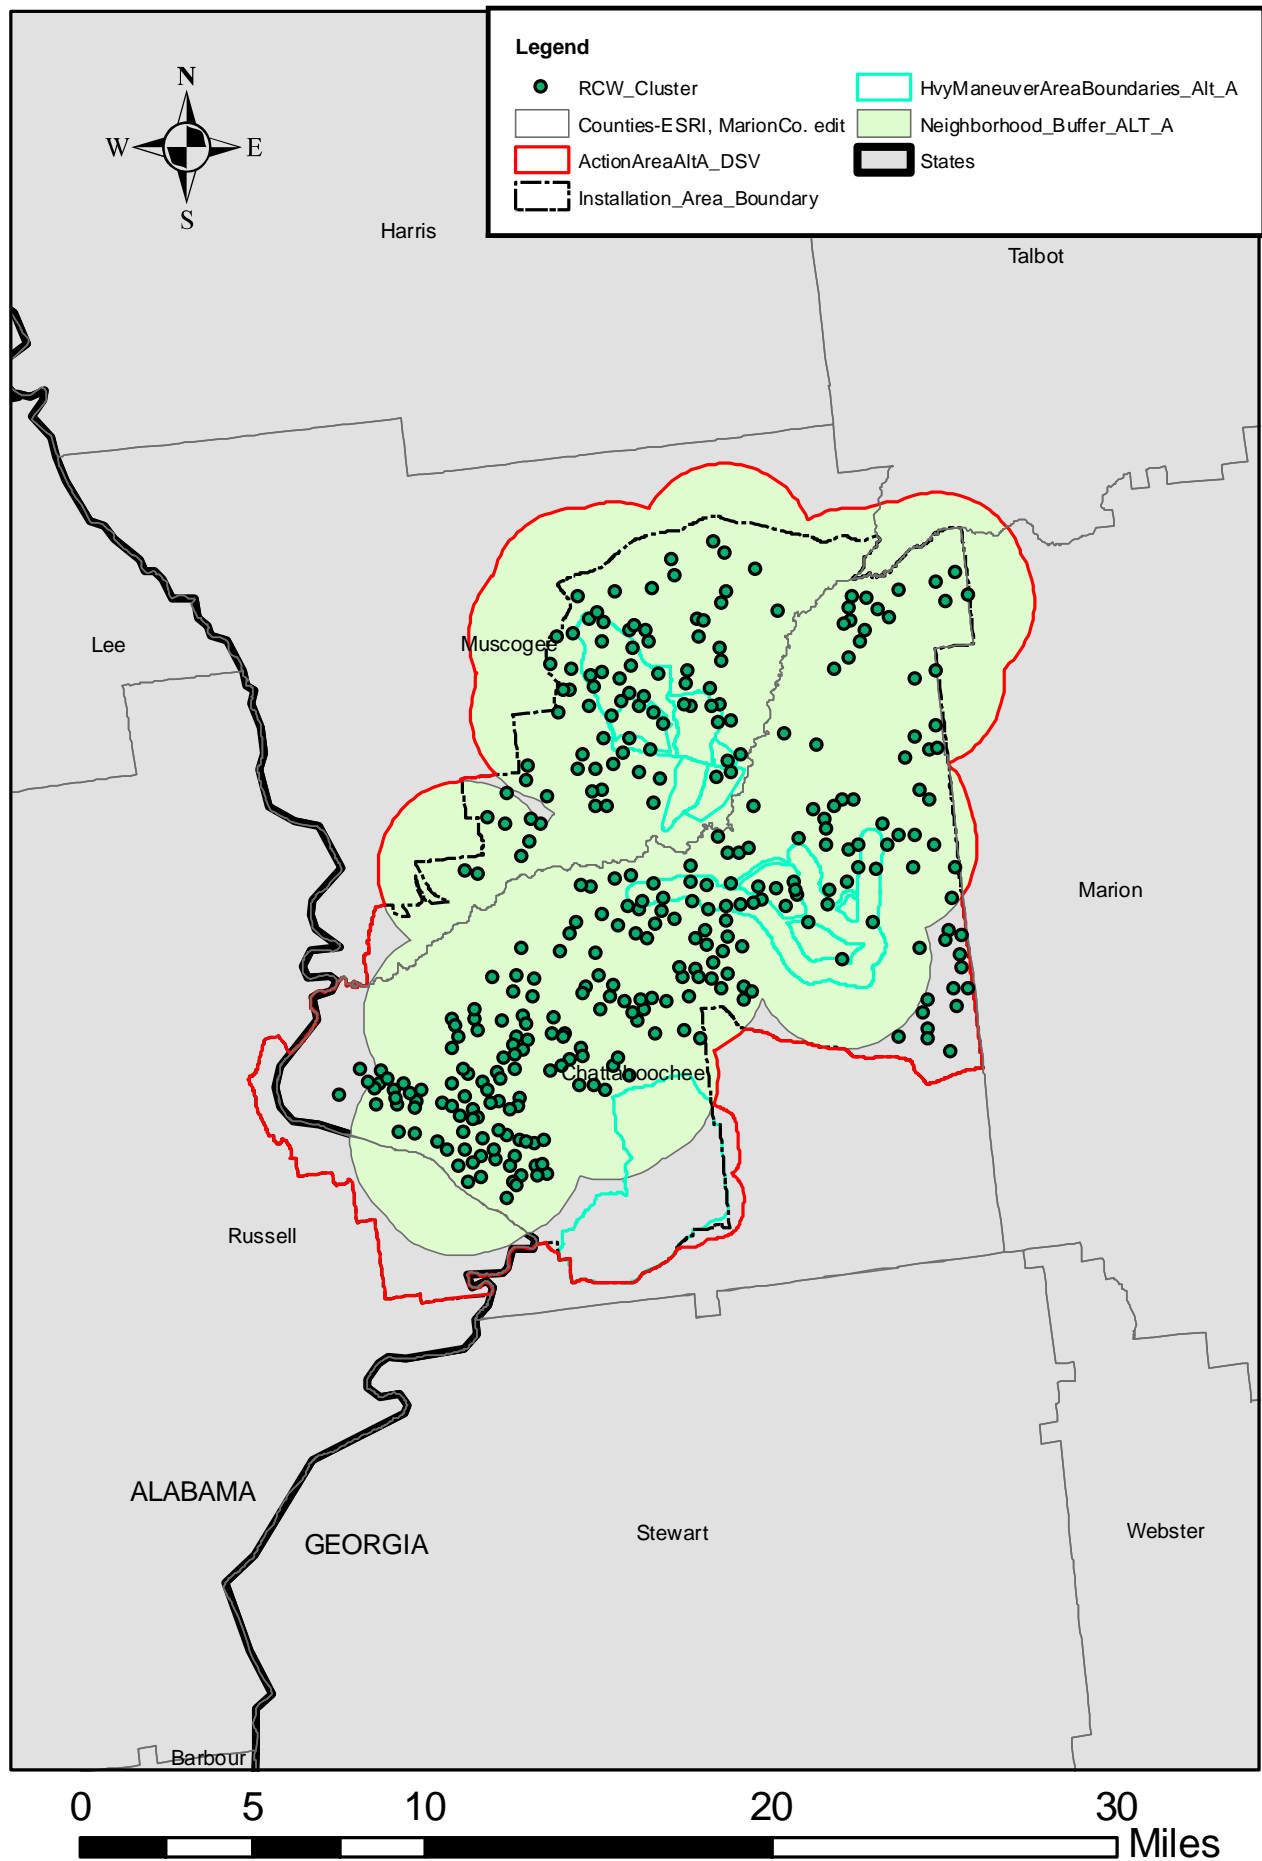 Legend
RCW_Cluster
Counties-ESRI, MarionCo. edit
ActionAreaAltA_DSV
Installation_Area_Boundary
HvyManeuverAreaBoundaries_Alt_A
Neighborhood_Buffer_ALT_A
States
N
W E
S
Harris
Talbot
Lee
Muscogee
Marion
Chattahoochee
Russell
ALABAMA
GEORGIA
Stewart
Webster
Barbour
0 5 10 20 30
Miles